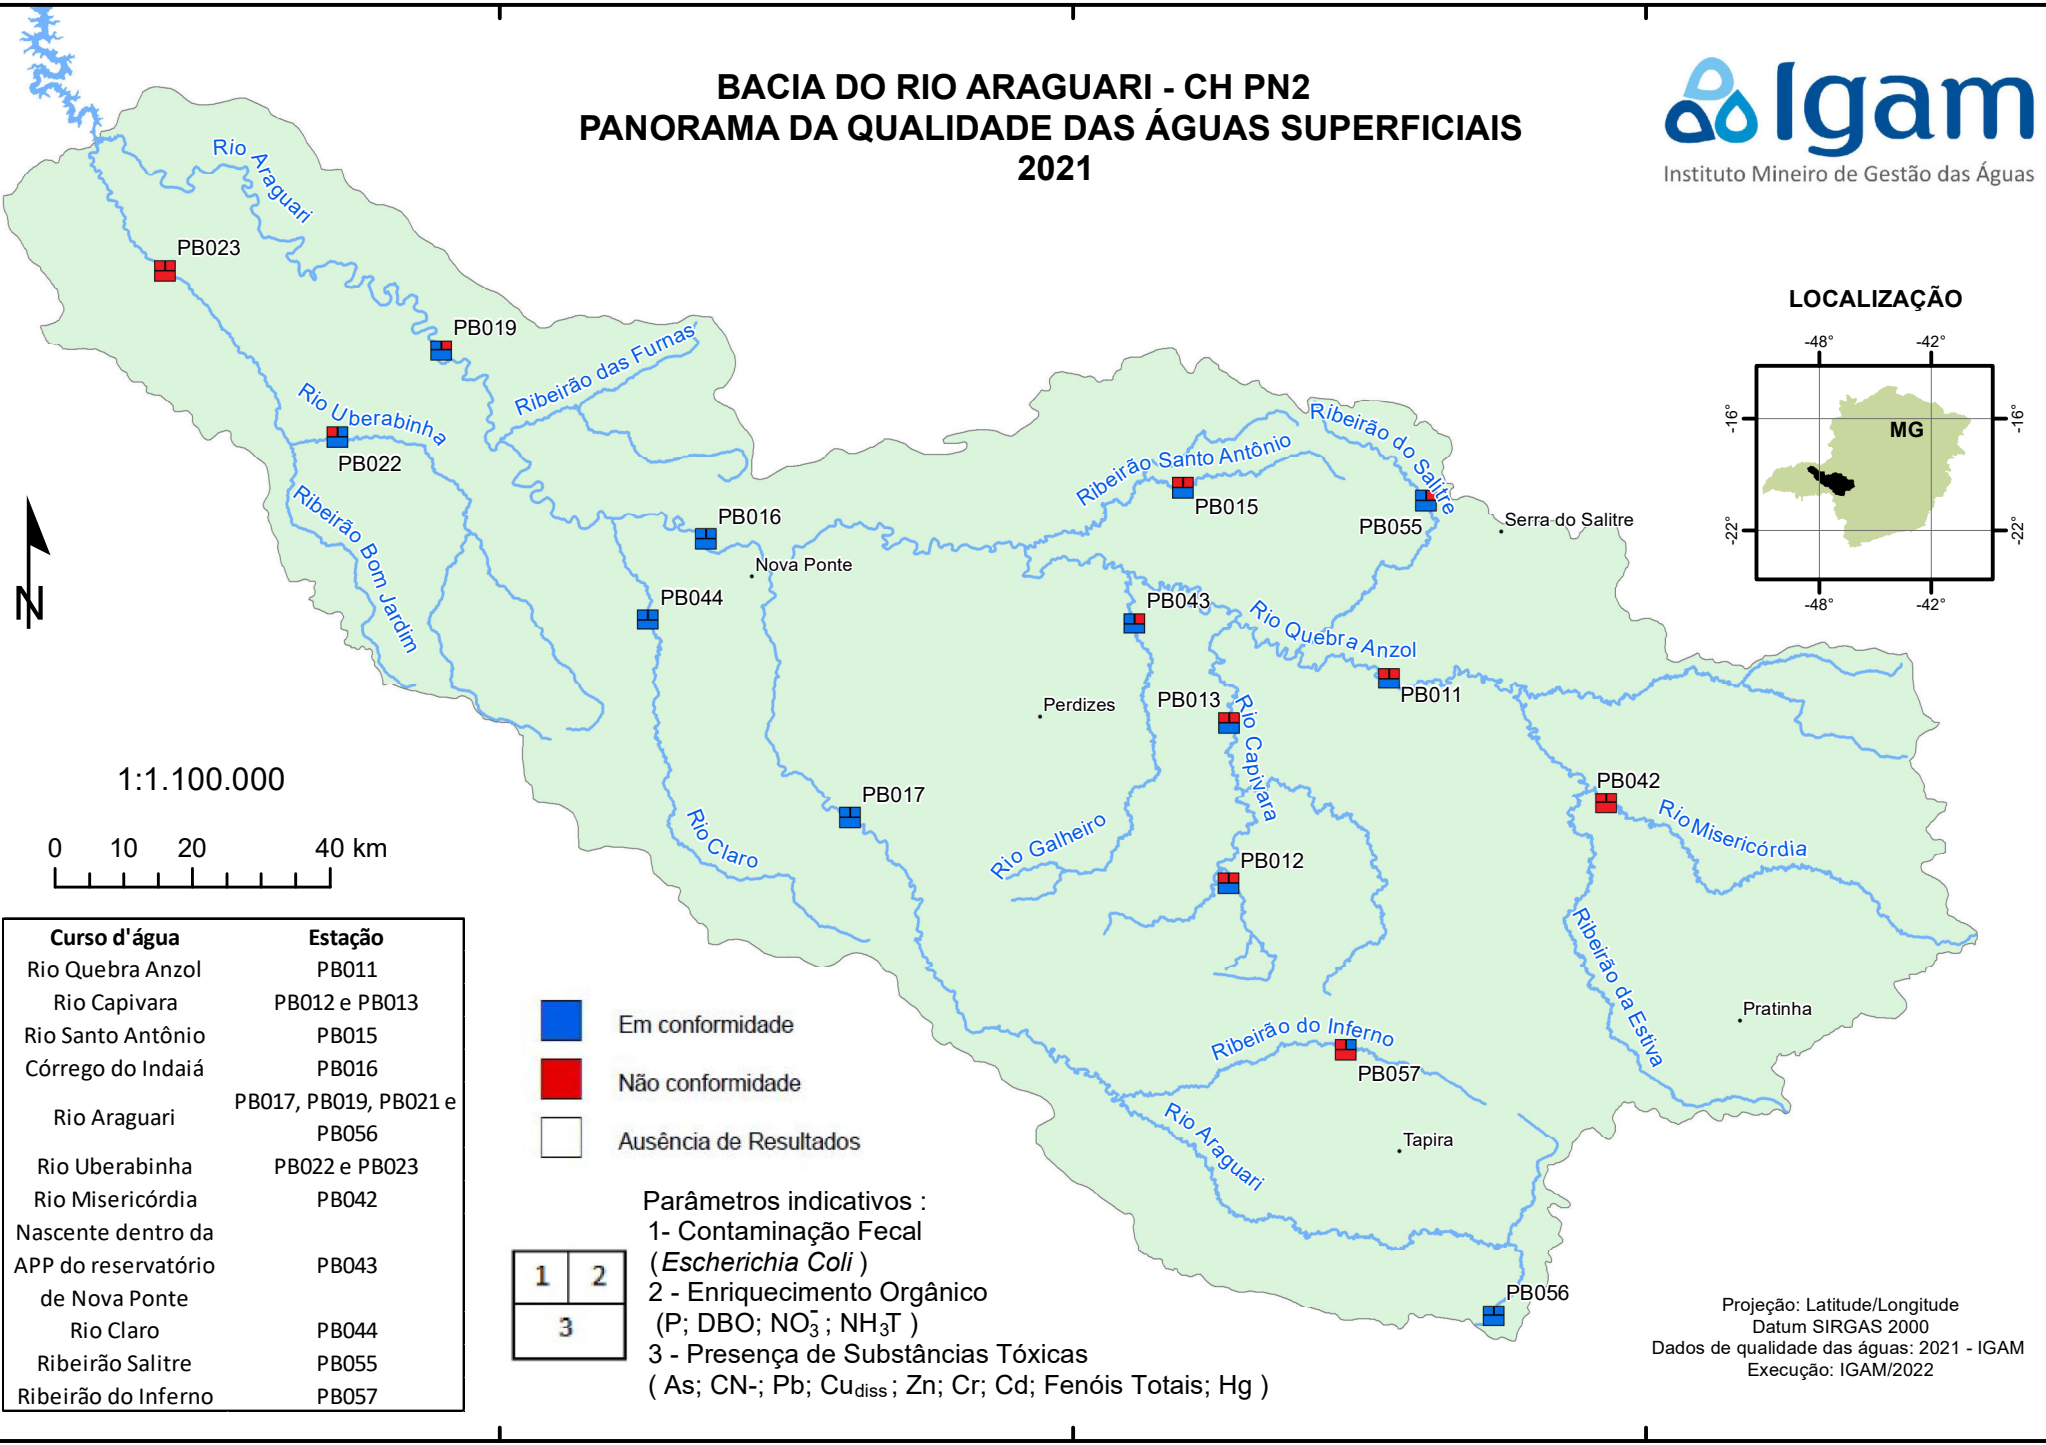 BACIA DO RIO ARAGUARI - CH PN2
PANORAMA DA QUALIDADE DAS ÁGUAS SUPERFICIAIS
2021
Igam
Instituto Mineiro de Gestão das Águas
Rio Araguari
PB023
PB019
Ribeirão das Furnas
Rio Uberabinha
PB022
Ribeirão Bom Jardim
PB016
Nova Ponte
PB044
Ribeirão Santo Antônio
PB015
Ribeirão do Salitre
PB055
Serra do Salitre
PB043
Rio Quebra Anzol
PB011
PB013
Perdizes
Rio Capivara
PB042
Rio Misericórdia
PB017
Rio Claro
Rio Galheiro
PB012
Ribeirão da Estiva
Pratinha
Ribeirão do Inferno
PB057
Rio Araguari
Tapira
PB056
LOCALIZAÇÃO
-48°
-42°
-16°
-16°
MG
-22°
-22°
-48°
-42°
N
1:1.100.000
0 10 20 40 km
Curso d'água Estação
Rio Quebra Anzol PB011
Rio Capivara PB012 e PB013
Rio Santo Antônio PB015
Córrego do Indaiá PB016
Rio Araguari PB017, PB019, PB021 e
PB056
Rio Uberabinha PB022 e PB023
Rio Misericórdia PB042
Nascente dentro da
APP do reservatório PB043
de Nova Ponte
Rio Claro PB044
Ribeirão Salitre PB055
Ribeirão do Inferno PB057
Em conformidade
Não conformidade
Ausência de Resultados
1 2
3
Parâmetros indicativos :
1- Contaminação Fecal
(Escherichia Coli )
2 - Enriquecimento Orgânico
(P; DBO; NO₃⁻; NH₃T )
3 - Presença de Substâncias Tóxicas
( As; CN-; Pb; Cudiss ; Zn; Cr; Cd; Fenóis Totais; Hg )
Projeção: Latitude/Longitude
Datum SIRGAS 2000
Dados de qualidade das águas: 2021 - IGAM
Execução: IGAM/2022